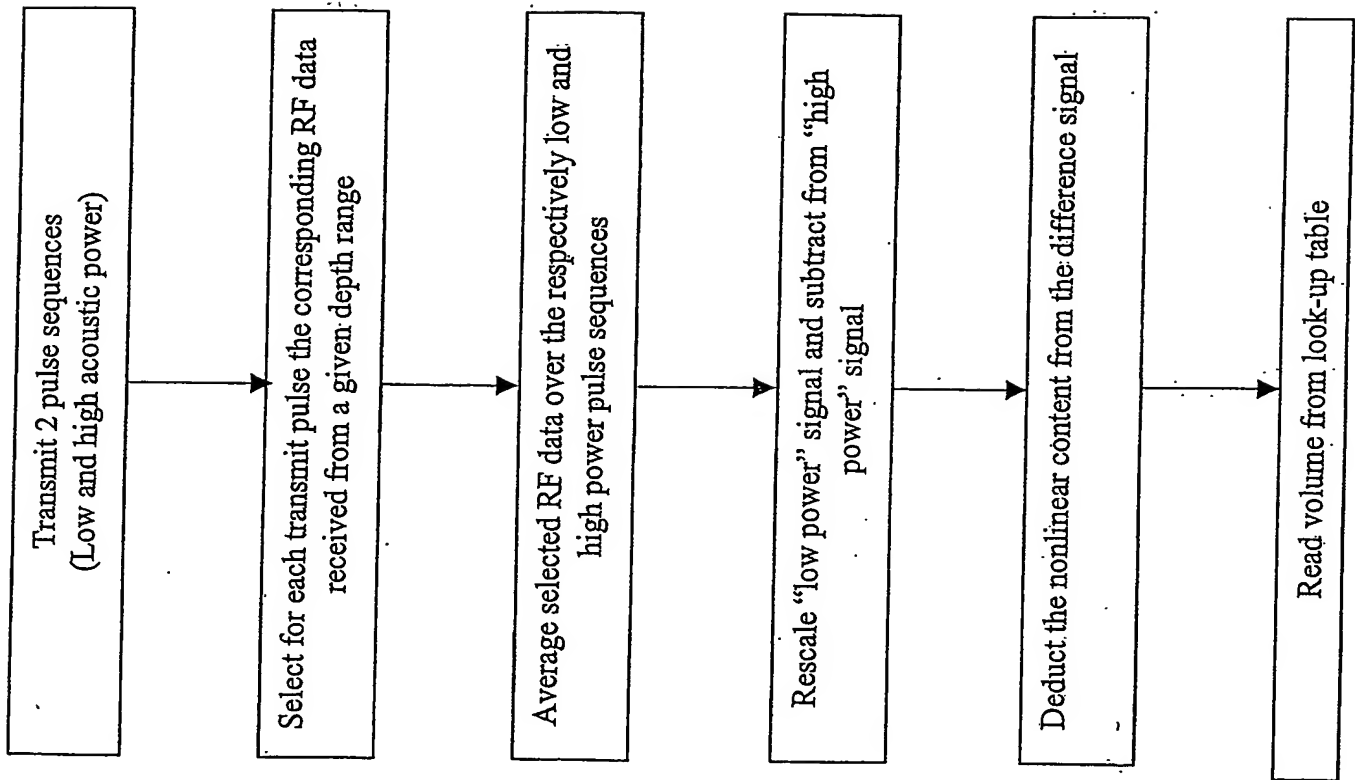 Transmit 2 pulse sequences
(Low and high acoustic power)
Select for each transmit pulse the corresponding RF data
received from a given depth range
Average selected RF data over the respectively low and
high power pulse sequences
Rescale “low power” signal and subtract from “high
power” signal
Deduct the nonlinear content from the difference signal
Read volume from look-up table